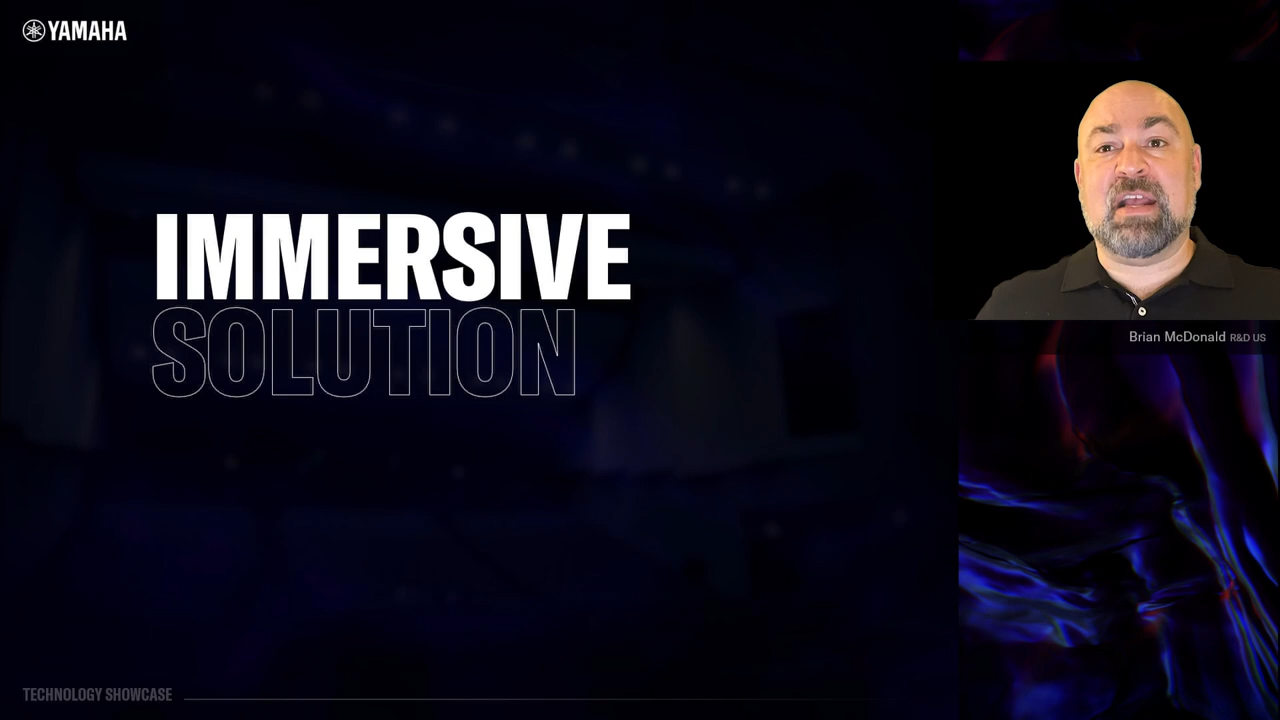 YAMAHA
IMMERSIVE
SOLUTION
Brian McDonald R&D US
TECHNOLOGY SHOWCASE